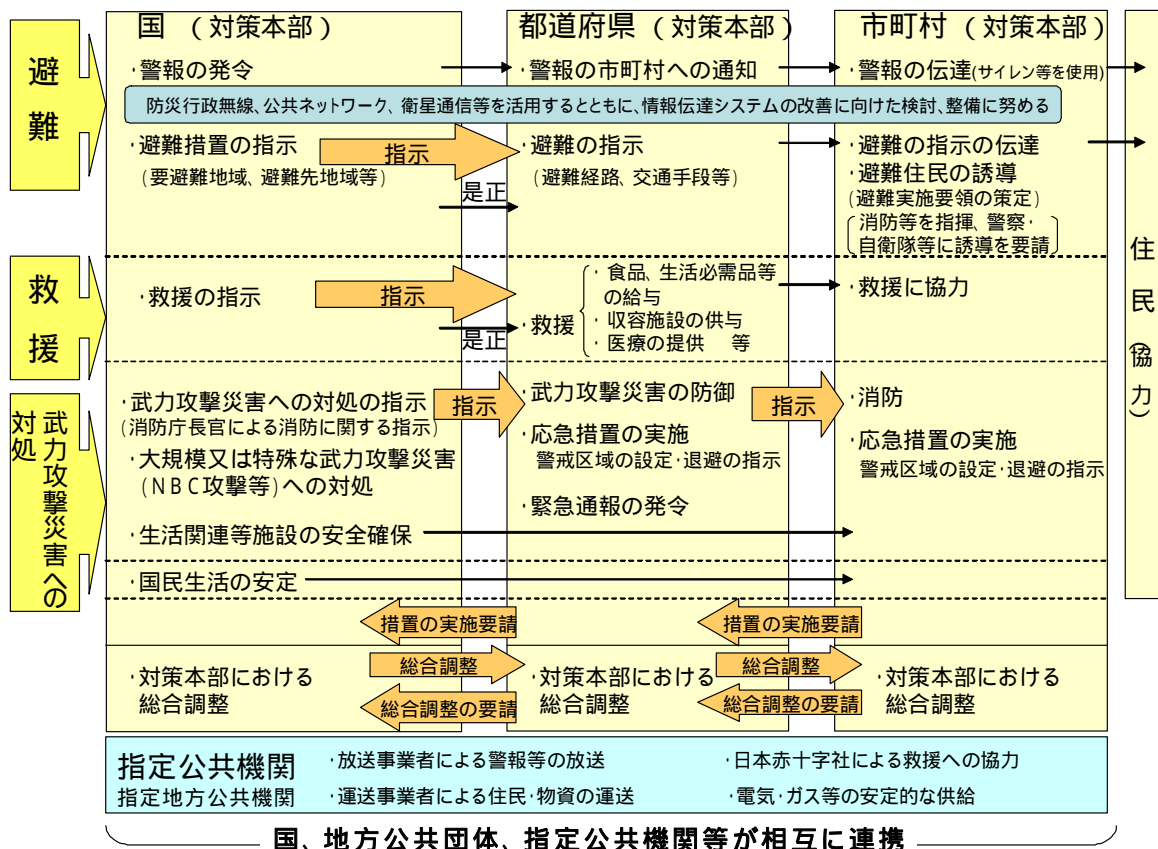 国 (対策本部)
都道府県 (対策本部)
市町村 (対策本部)
避難
・警報の発令
・警報の市町村への通知
・警報の伝達(サイレン等を使用)
防災行政無線、公共ネットワーク、衛星通信等を活用するとともに、情報伝達システムの改善に向けた検討、整備に努める
・避難措置の指示
(要避難地域、避難先地域等)
指示
是正
・避難の指示
(避難経路、交通手段等)
・避難の指示の伝達
・避難住民の誘導
(避難実施要領の策定)
消防等を指揮、警察・
自衛隊等に誘導を要請
住民(協力)
救援
・救援の指示
指示
是正
・救援
・食品、生活必需品等
の給与
・収容施設の供与
・医療の提供 等
・救援に協力
武力攻撃災害への
対処
・武力攻撃災害への対処の指示
(消防庁長官による消防に関する指示)
・大規模又は特殊な武力攻撃災害
(NBC攻撃等)への対処
・生活関連等施設の安全確保
指示
・武力攻撃災害の防御
・応急措置の実施
警戒区域の設定・退避の指示
・緊急通報の発令
指示
・消防
・応急措置の実施
警戒区域の設定・退避の指示
・国民生活の安定
措置の実施要請
措置の実施要請
・対策本部における
総合調整
総合調整
総合調整の要請
・対策本部における
総合調整
総合調整
総合調整の要請
・対策本部における
総合調整
指定公共機関
指定地方公共機関
・放送事業者による警報等の放送
・日本赤十字社による救援への協力
・運送事業者による住民・物資の運送
・電気・ガス等の安定的な供給
国、地方公共団体、指定公共機関等が相互に連携